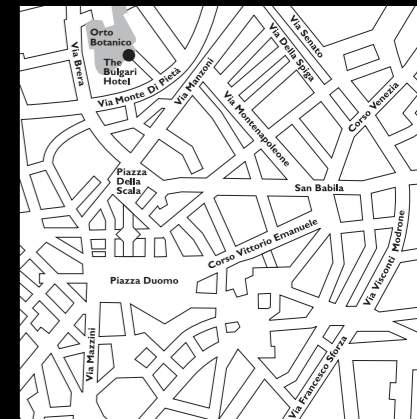 Orto
Botanico
The
Bulgari
Hotel
Via Brera
Via Monte Di Pietà
Via Manzoni
Via Senato
Via Della Spiga
Via Montenapoleone
Corso Venezia
Piazza
Della
Scala
San Babila
Corso Vittorio Emanuele
Piazza Duomo
Via Visconti Modrone
Via Mazzini
Via Francesco Sforza